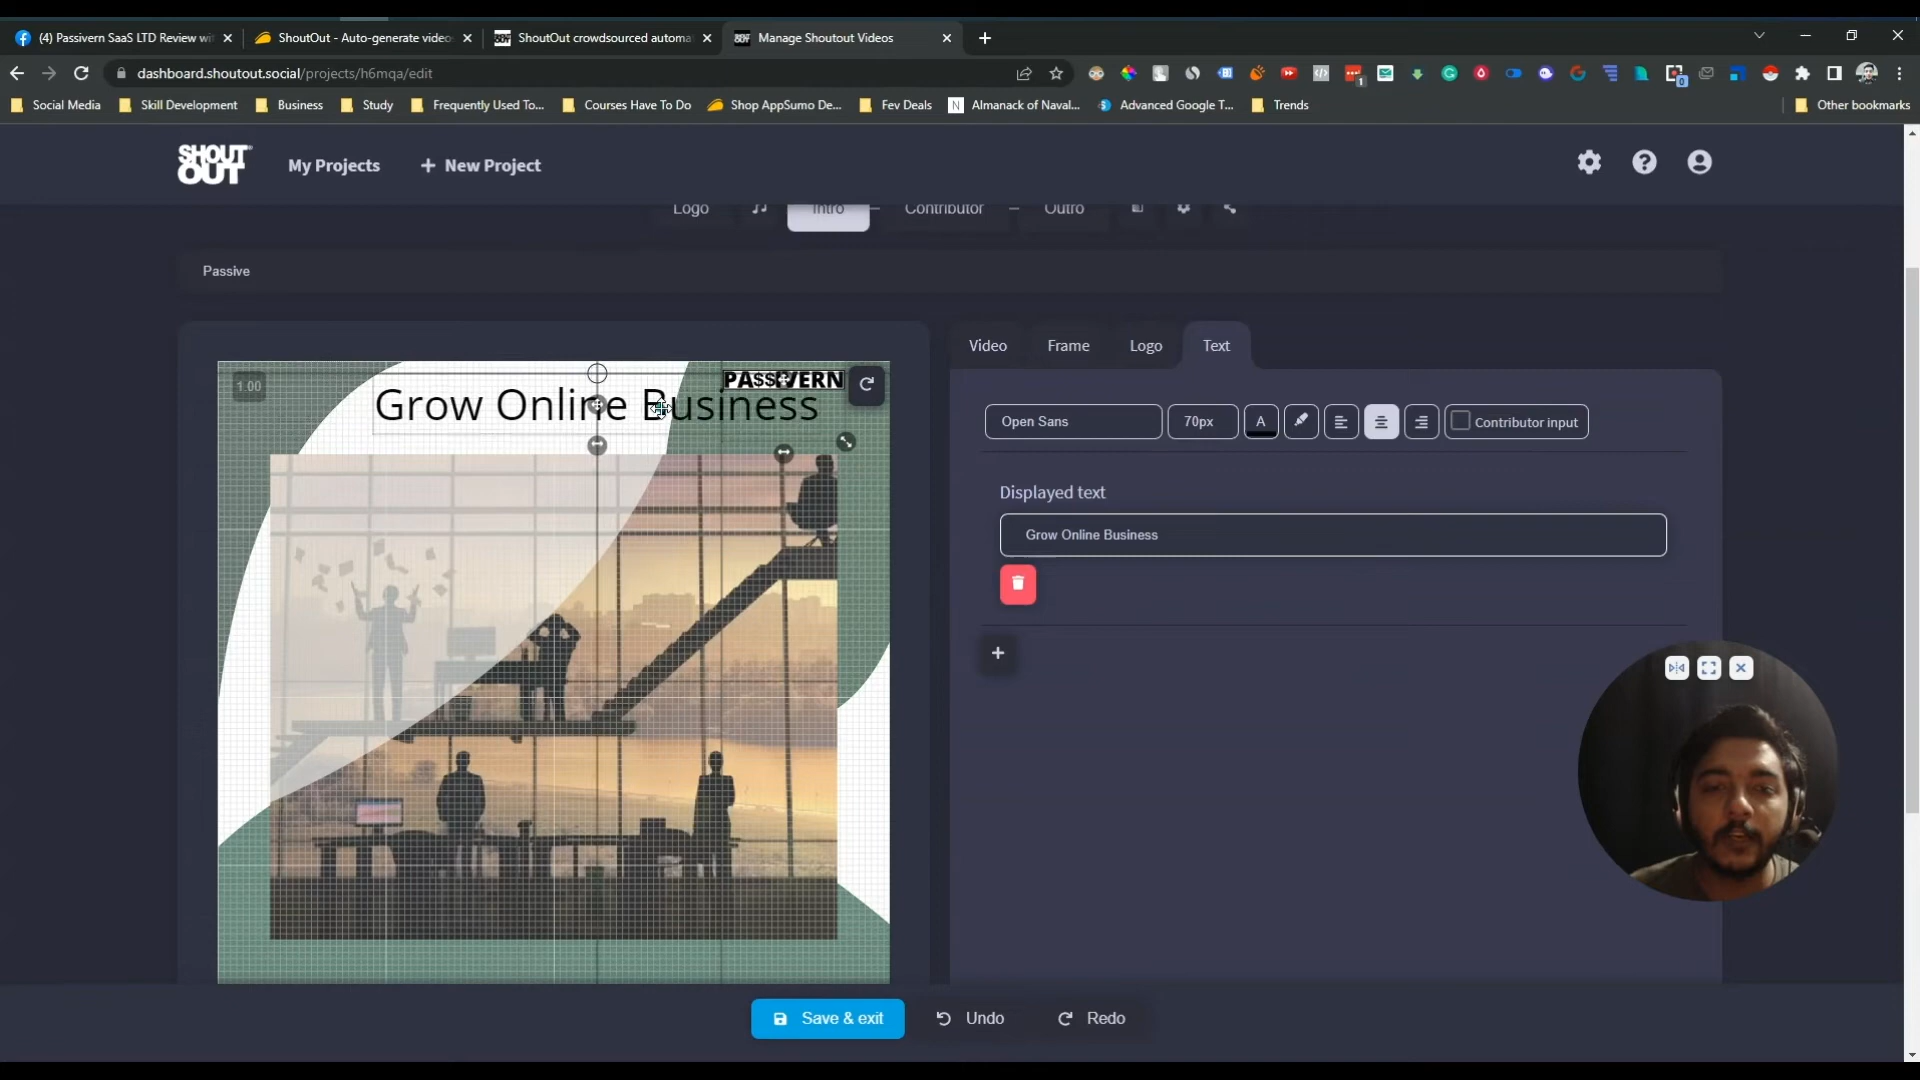 (4) Passivern SaaS LTD Review wi
ShoutOut - Auto-generate video
ShoutOut crowdsourced automa
Manage Shoutout Videos
dashboard.shoutout.social/projects/h6mqa/edit
Social Media
Skill Development
Business
Study
Frequently Used To...
Courses Have To Do
Shop AppSumo De...
Fev Deals
Almanack of Naval...
Advanced Google T...
Trends
Other bookmarks
SHOUT OUT
My Projects
+ New Project
Logo
Intro
Contributor
Outro
Passive
Video
Frame
Logo
Text
1.00
PASSIVERN
Grow Online Business
Open Sans
70px
A
Contributor input
Displayed text
Grow Online Business
+
Save & exit
Undo
Redo